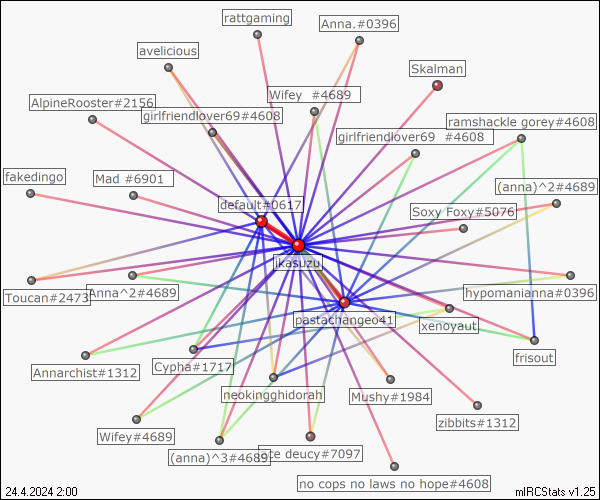 rattgaming
Anna.#0396
avelicious
Skalman
Wifey #4689
AlpineRooster#2156
girlfriendlover69#4608
ramshackle gorey#4608
girlfriendlover69 #4608
fakedingo
Mad #6901
(anna)^2#4689
default#0617
Soxy Foxy#5076
ikasuzu
Toucan#2473
Anna^2#4689
hypomanianna#0396
pastachangeo41
xenoyaut
frisout
Annarchist#1312
Cypha#1717
neokingghidorah
Mushy#1984
zibbits#1312
Wifey#4689
(anna)^3#4689
deucy#7097
no cops no laws no hope#4608
24.4.2024 2:00
mIRCStats v1.25